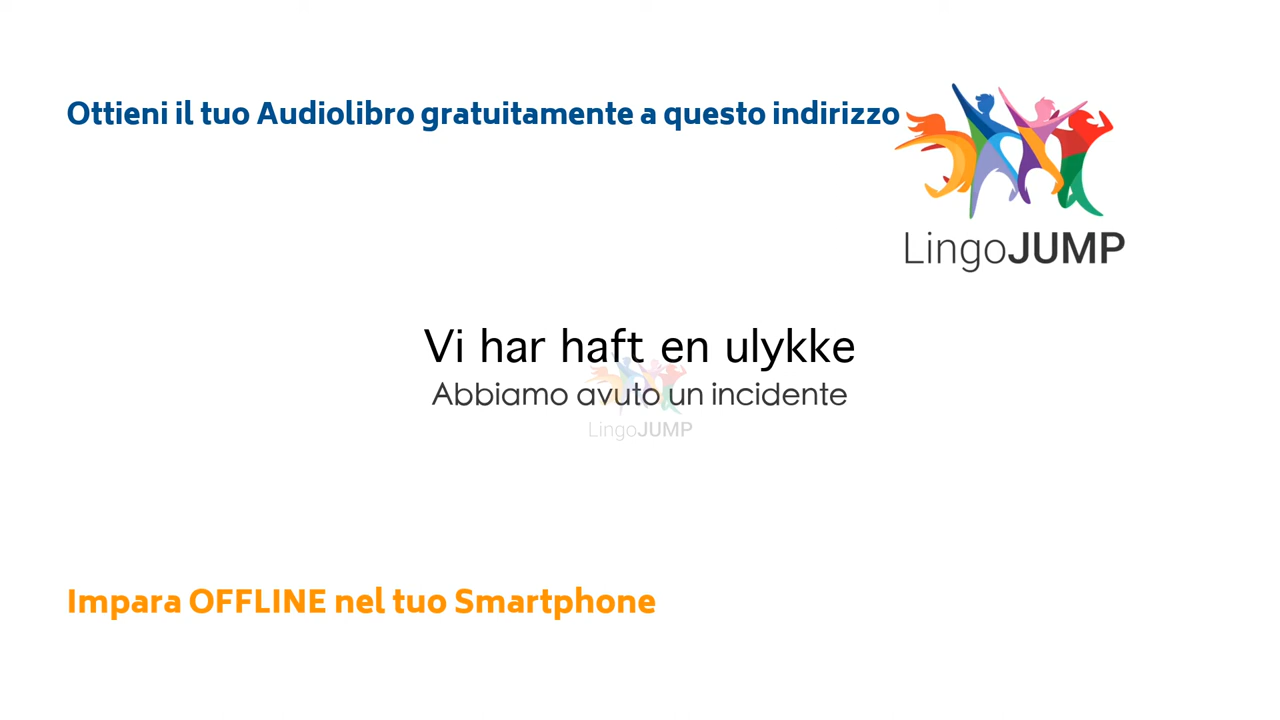 Ottieni il tuo Audiolibro gratuitamente a questo indirizzo
LingoJUMP
Vi har haft en ulykke
Abbiamo avuto un incidente
LingoJUMP
Impara OFFLINE nel tuo Smartphone